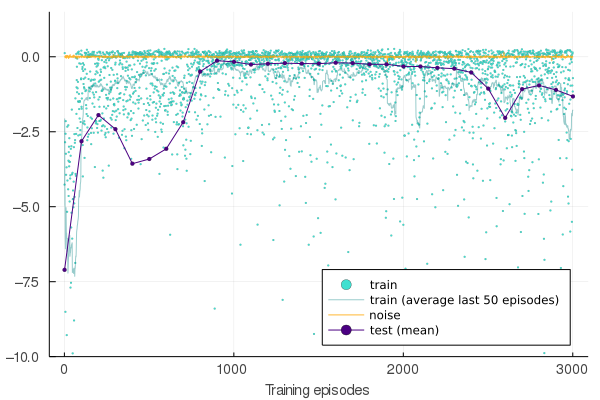 0.0
−2.5
−5.0
−7.5
−10.0
0
1000
2000
3000
Training episodes
train
train (average last 50 episodes)
noise
test (mean)